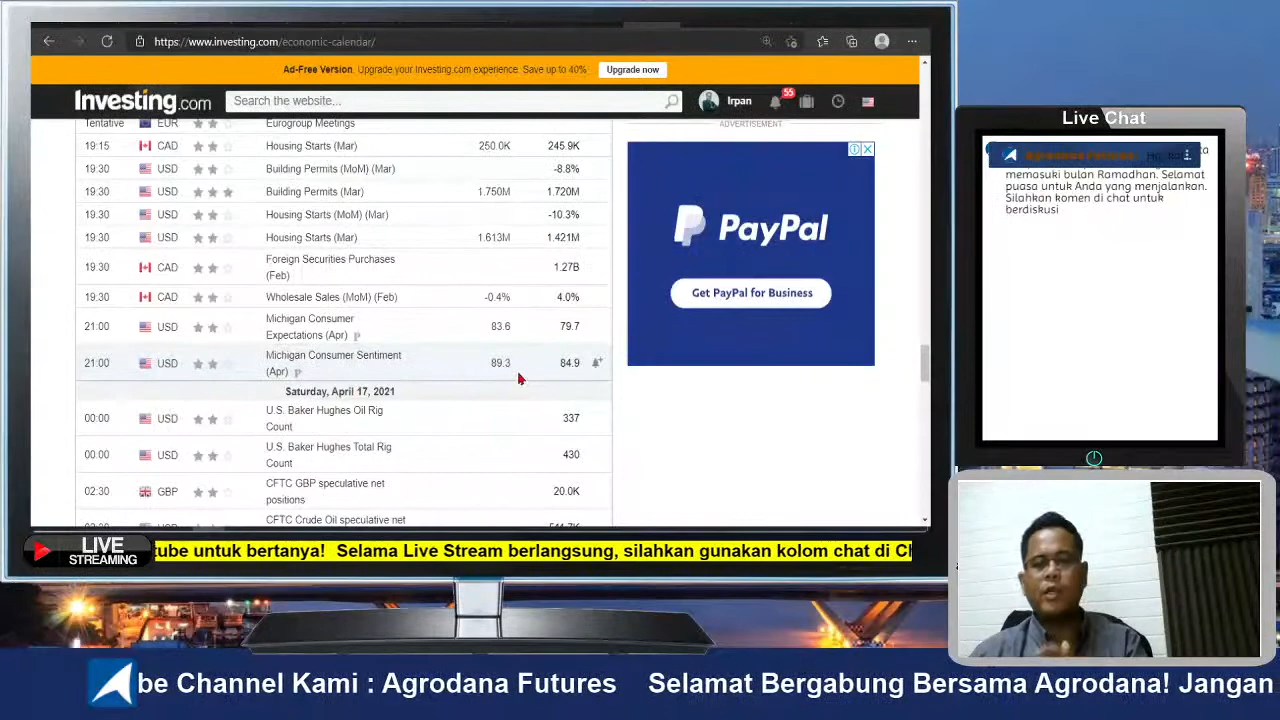 https://www.investing.com/economic-calendar/
Ad-Free Version. Upgrade your Investing.com experience. Save up to 40%
Upgrade now
Investing.com
Search the website...
Irpan
55
Tentative EUR Eurogroup Meetings
19:15 CAD Housing Starts (Mar) 250.0K 245.9K
19:30 USD Building Permits (MoM) (Mar) -8.8%
19:30 USD Building Permits (Mar) 1.750M 1.720M
19:30 USD Housing Starts (MoM) (Mar) -10.3%
19:30 USD Housing Starts (Mar) 1.613M 1.421M
19:30 CAD Foreign Securities Purchases (Feb) 1.27B
19:30 CAD Wholesale Sales (MoM) (Feb) -0.4% 4.0%
21:00 USD Michigan Consumer Expectations (Apr) P 83.6 79.7
21:00 USD Michigan Consumer Sentiment (Apr) P 89.3 84.9
Saturday, April 17, 2021
00:00 USD U.S. Baker Hughes Oil Rig Count 337
00:00 USD U.S. Baker Hughes Total Rig Count 430
02:30 GBP CFTC GBP speculative net positions 20.0K
CFTC Crude Oil speculative net
ADVERTISEMENT
PayPal
Get PayPal for Business
Live Chat
Agrodana Futures
memasuki bulan Ramadhan. Selamat
puasa untuk Anda yang menjalankan.
Silahkan komen di chat untuk
berdiskusi
LIVE
STREAMING
tube untuk bertanya! Selama Live Stream berlangsung, silahkan gunakan kolom chat di Ch
be Channel Kami : Agrodana Futures Selamat Bergabung Bersama Agrodana! Jangan